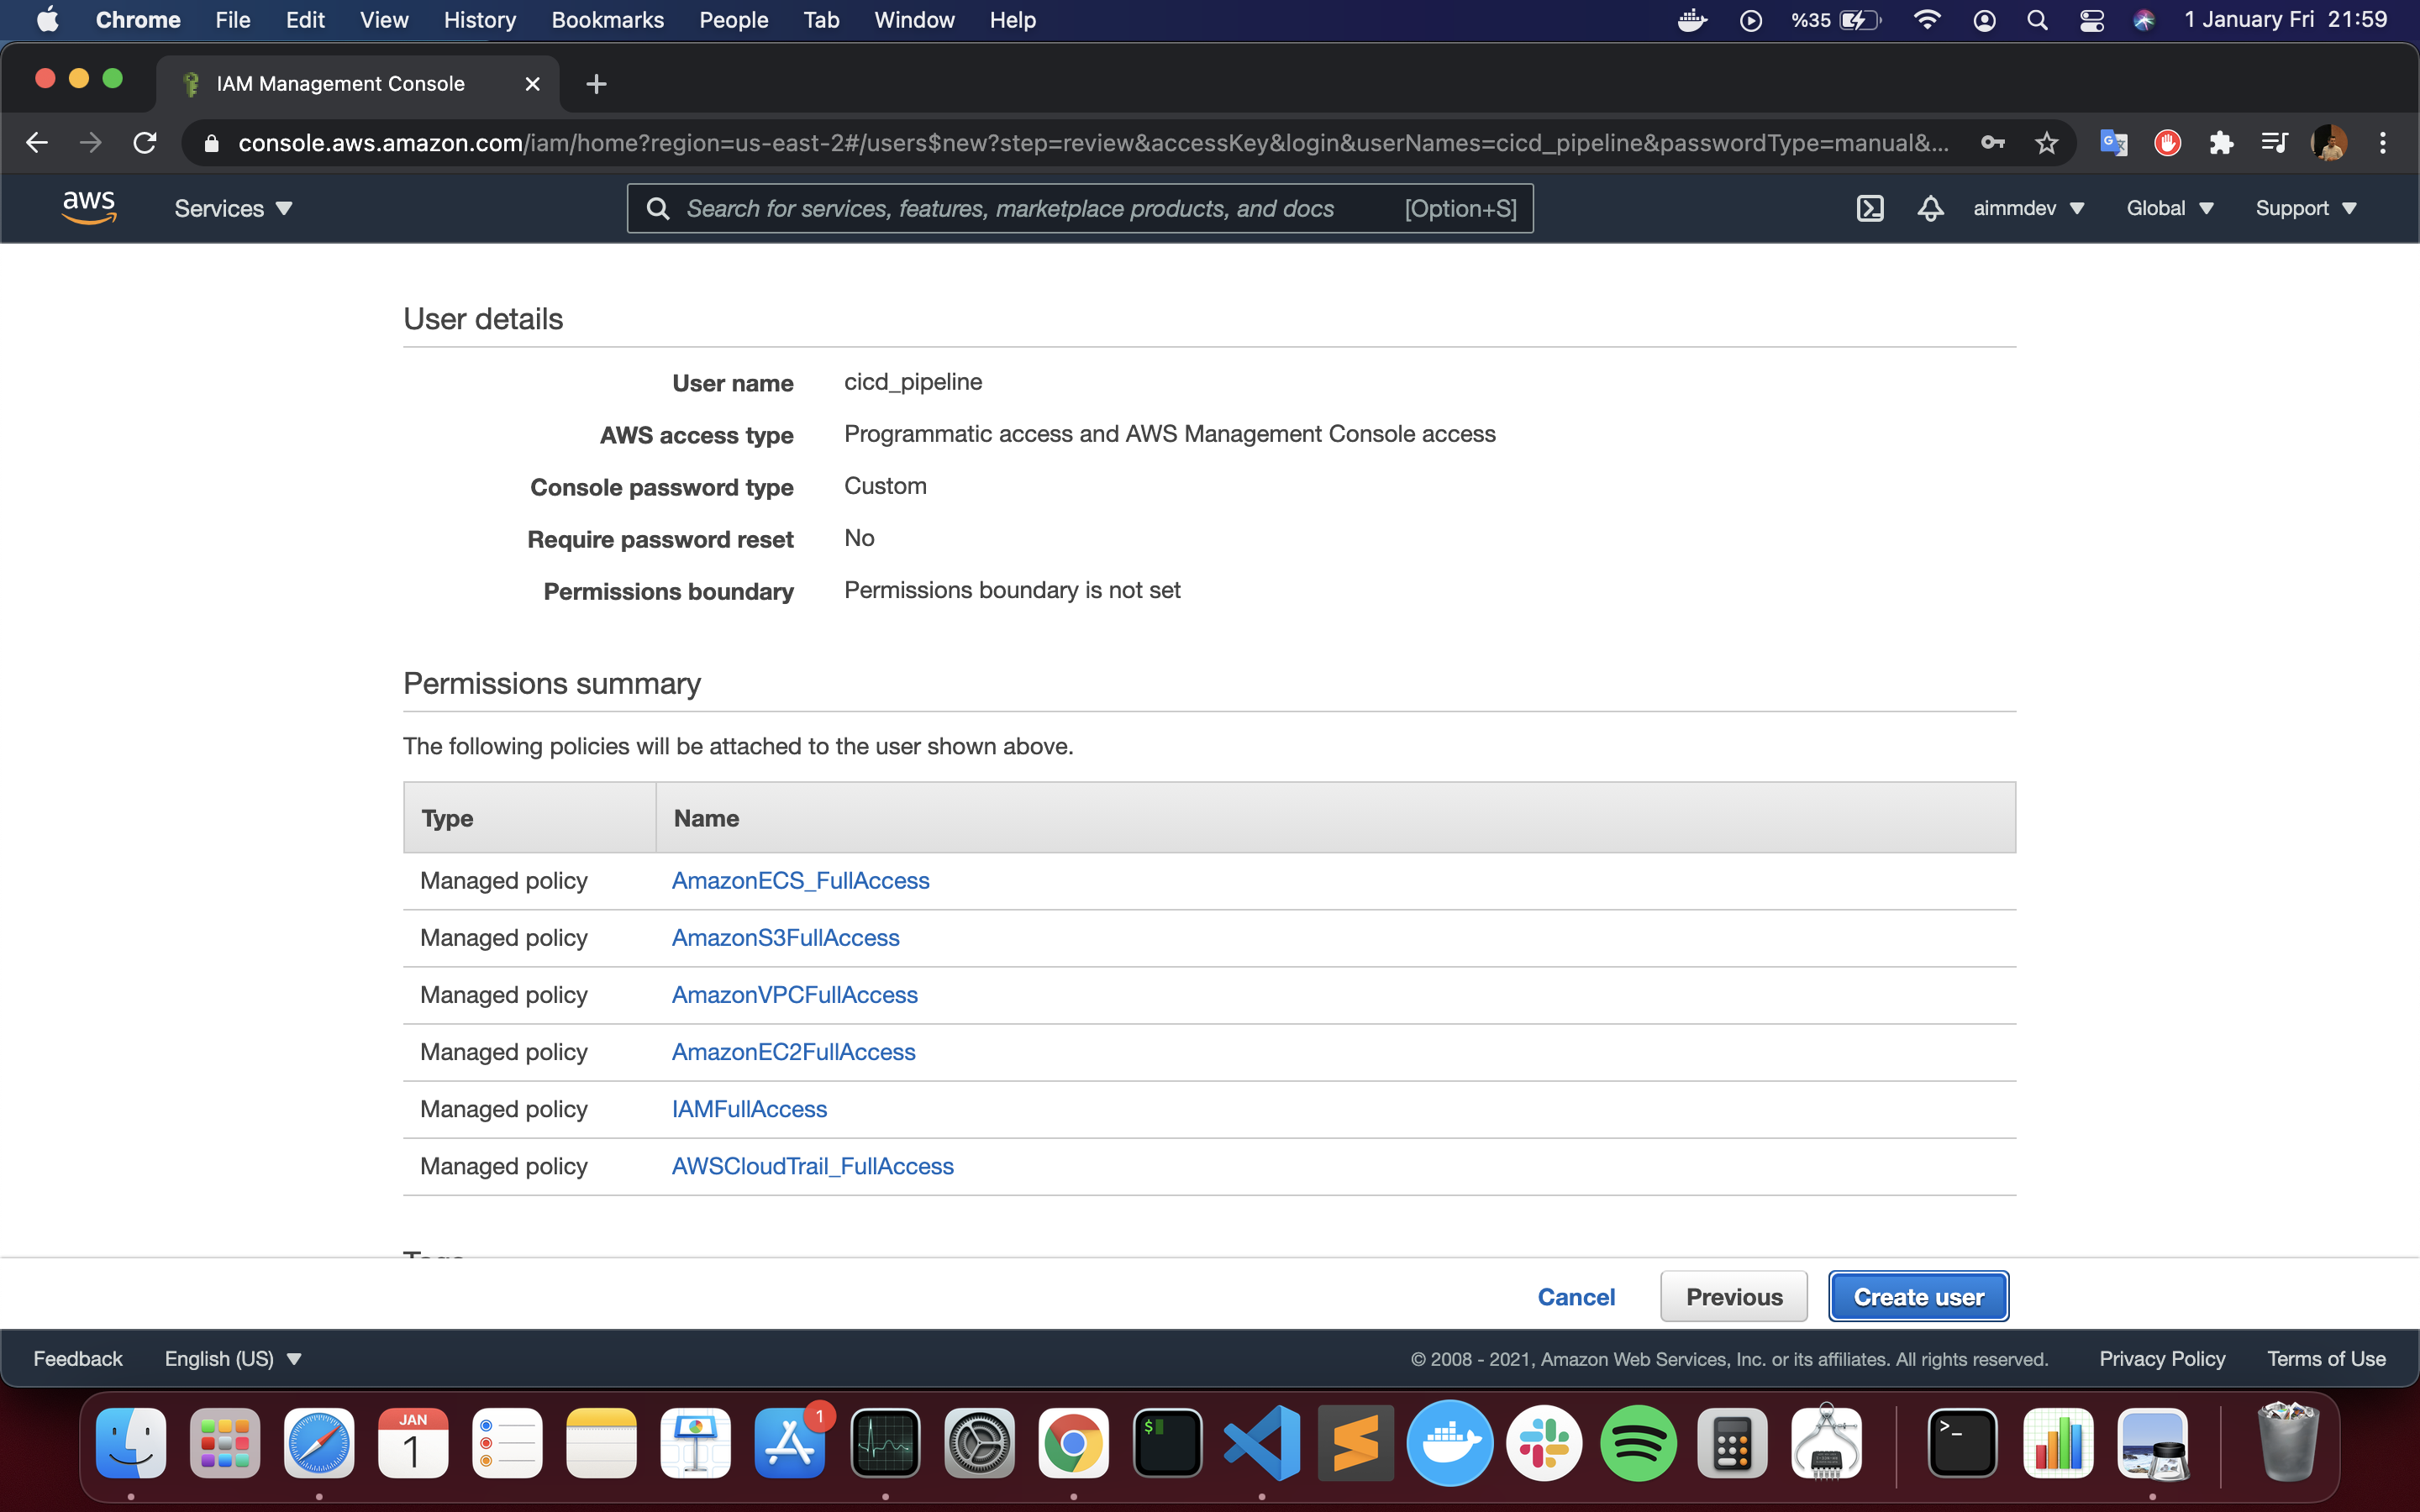 Chrome File Edit View History Bookmarks People Tab Window Help %35 1 January Fri 21:59
IAM Management Console
console.aws.amazon.com/iam/home?region=us-east-2#/users$new?step=review&accessKey&login&userNames=cicd_pipeline&passwordType=manual&...
aws Services Search for services, features, marketplace products, and docs [Option+S] aimmdev Global Support
User details
User name cicd_pipeline
AWS access type Programmatic access and AWS Management Console access
Console password type Custom
Require password reset No
Permissions boundary Permissions boundary is not set
Permissions summary
The following policies will be attached to the user shown above.
Type Name
Managed policy AmazonECS_FullAccess
Managed policy AmazonS3FullAccess
Managed policy AmazonVPCFullAccess
Managed policy AmazonEC2FullAccess
Managed policy IAMFullAccess
Managed policy AWSCloudTrail_FullAccess
Cancel Previous Create user
Feedback English (US) © 2008 - 2021, Amazon Web Services, Inc. or its affiliates. All rights reserved. Privacy Policy Terms of Use
JAN 1
1
$
>_